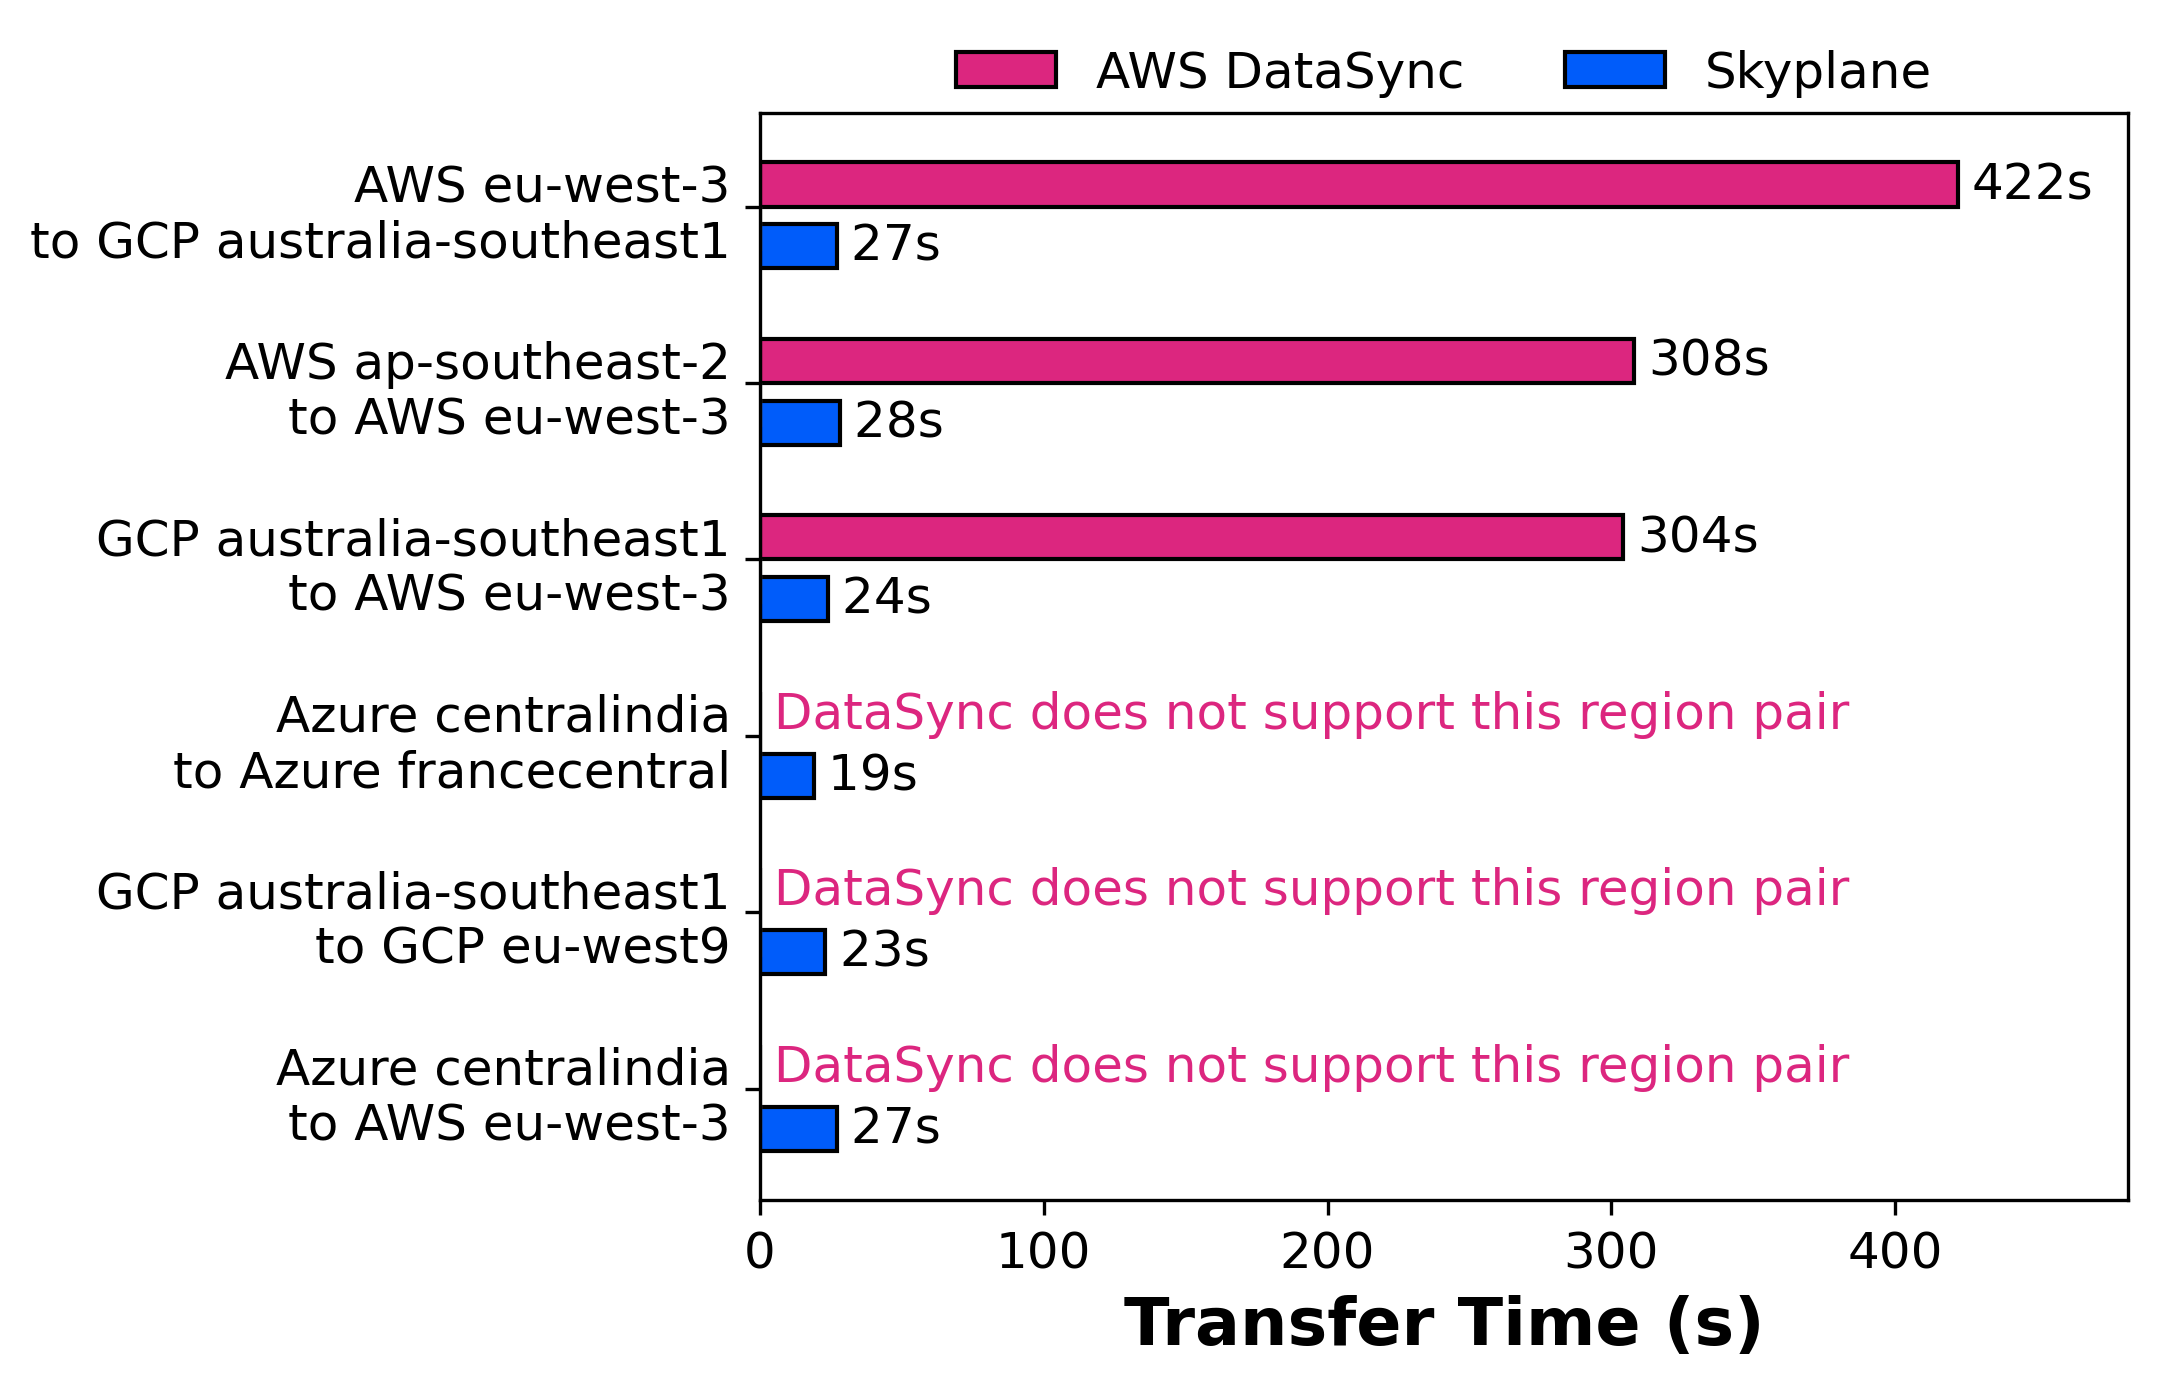 AWS DataSync
Skyplane
AWS eu-west-3
to GCP australia-southeast1
422s
27s
AWS ap-southeast-2
to AWS eu-west-3
308s
28s
GCP australia-southeast1
to AWS eu-west-3
304s
24s
Azure centralindia
to Azure francecentral
DataSync does not support this region pair
19s
GCP australia-southeast1
to GCP eu-west9
DataSync does not support this region pair
23s
Azure centralindia
to AWS eu-west-3
DataSync does not support this region pair
27s
0
100
200
300
400
Transfer Time (s)